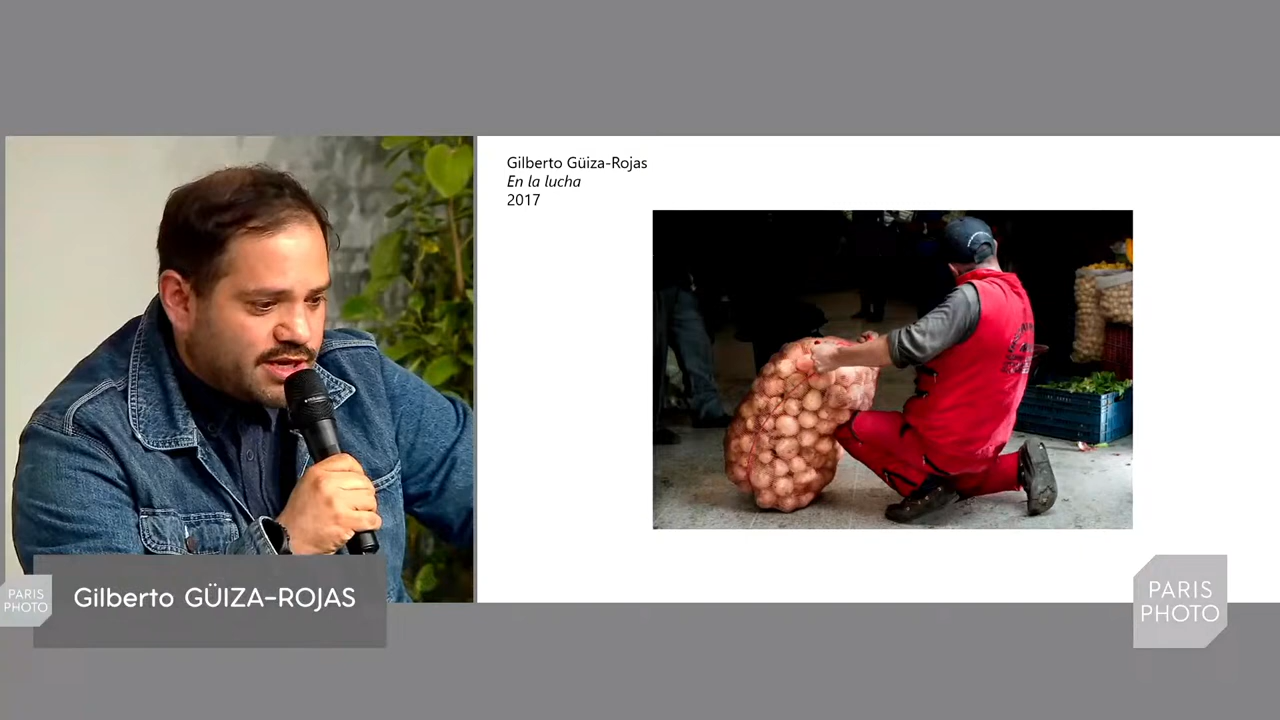 Gilberto Güiza-Rojas
En la lucha
2017
PARIS
PHOTO
Gilberto GÜIZA-ROJAS
PARIS
PHOTO